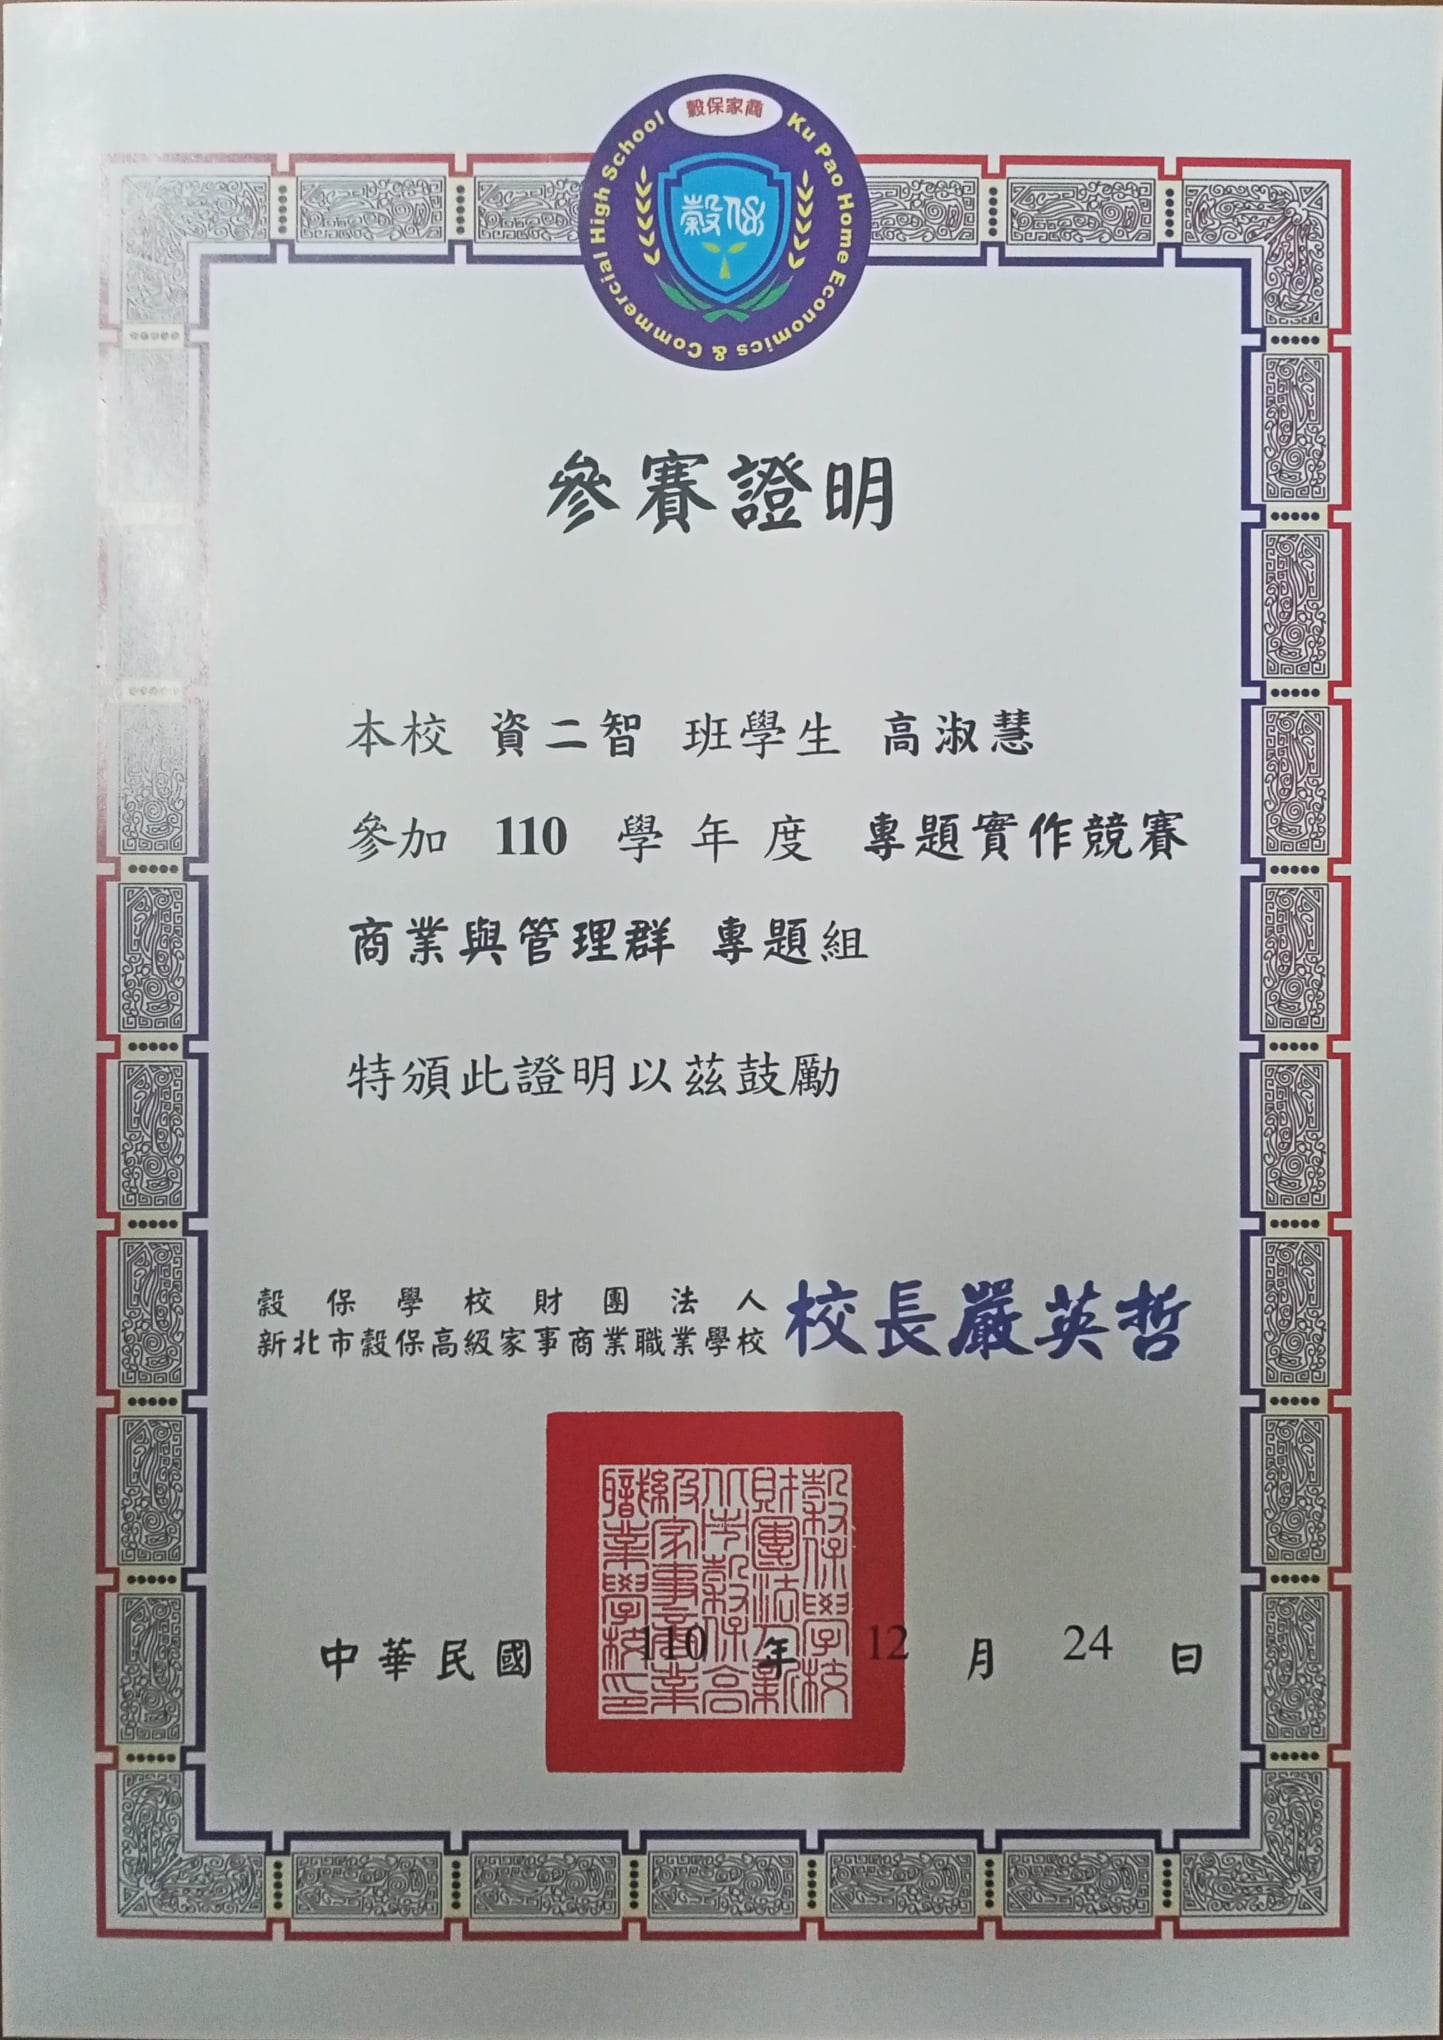 穀保家商
Ku Pao Home Economics & Commercial High School
穀保
參賽證明
本校 資二智 班學生 高淑慧
參加 110 學年度 專題實作競賽
商業與管理群 專題組
特頒此證明以茲鼓勵
穀保學校財團法人
新北市穀保高級家事商業職業學校
校長嚴英哲
穀保學校
財團法人新
北市穀保高
級家事商業
職業學校印
中華民國 110 年 12 月 24 日